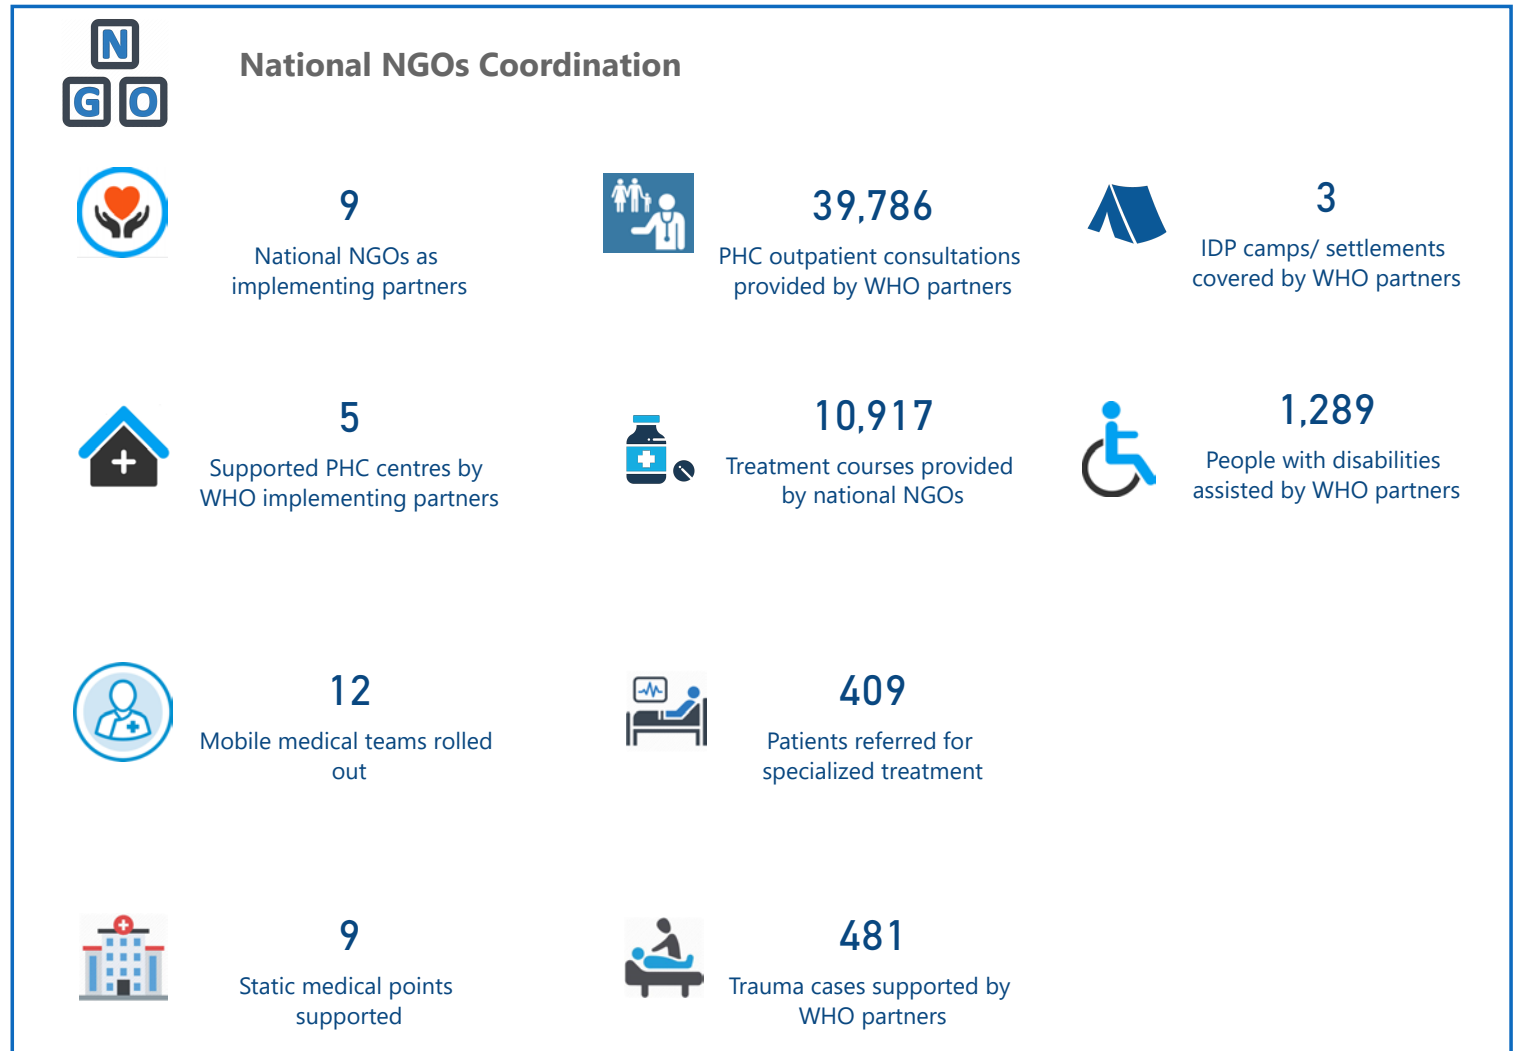 N
G O
National NGOs Coordination
9
National NGOs as
implementing partners
39,786
PHC outpatient consultations
provided by WHO partners
3
IDP camps/ settlements
covered by WHO partners
5
Supported PHC centres by
WHO implementing partners
10,917
Treatment courses provided
by national NGOs
1,289
People with disabilities
assisted by WHO partners
12
Mobile medical teams rolled
out
409
Patients referred for
specialized treatment
9
Static medical points
supported
481
Trauma cases supported by
WHO partners